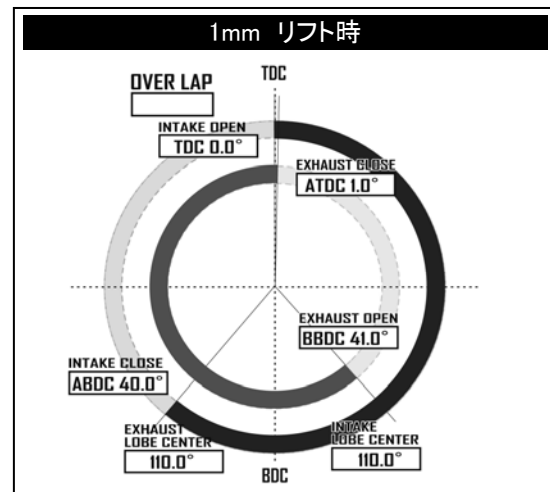 1mm リフト時
TDC
OVER LAP
INTAKE OPEN
TDC 0.0°
EXHAUST CLOSE
ATDC 1.0°
EXHAUST OPEN
BBDC 41.0°
INTAKE CLOSE
ABDC 40.0°
EXHAUST
LOBE CENTER
110.0°
INTAKE
LOBE CENTER
110.0°
BDC